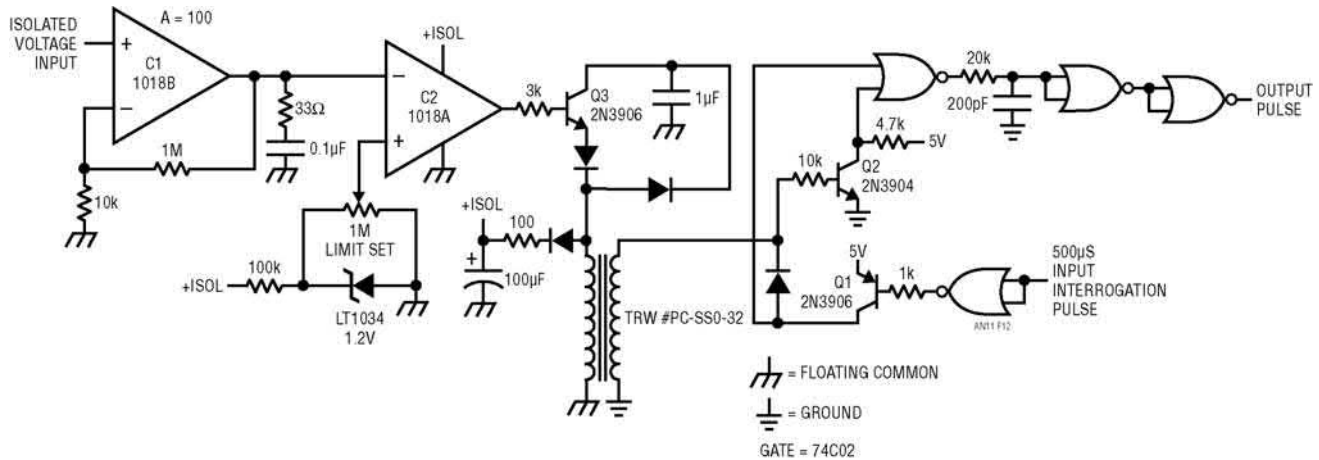 ISOLATED
VOLTAGE
INPUT
A = 100
+
C1
1018B
–
1M
10k
33Ω
0.1µF
+ISOL
–
C2
1018A
+
3k
Q3
2N3906
1µF
+ISOL
100k
1M
LIMIT SET
LT1034
1.2V
+ISOL
100
+
100µF
TRW #PC-SS0-32
20k
200pF
OUTPUT
PULSE
4.7k
5V
10k
Q2
2N3904
5V
Q1
2N3906
1k
500µS
INPUT
INTERROGATION
PULSE
AN11 F12
= FLOATING COMMON
= GROUND
GATE = 74C02